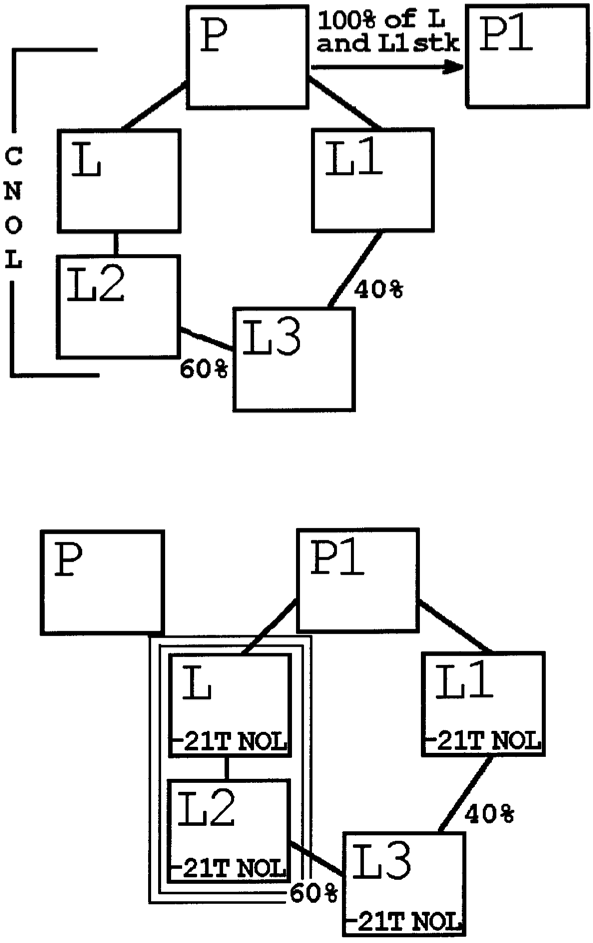 P
100% of L
and L1stk
P1
L
L1
C
N
O
L
L2
40%
L3
60%
P
P1
L
-21T NOL
L1
-21T NOL
L2
-21T NOL
40%
L3
60%
-21T NOL